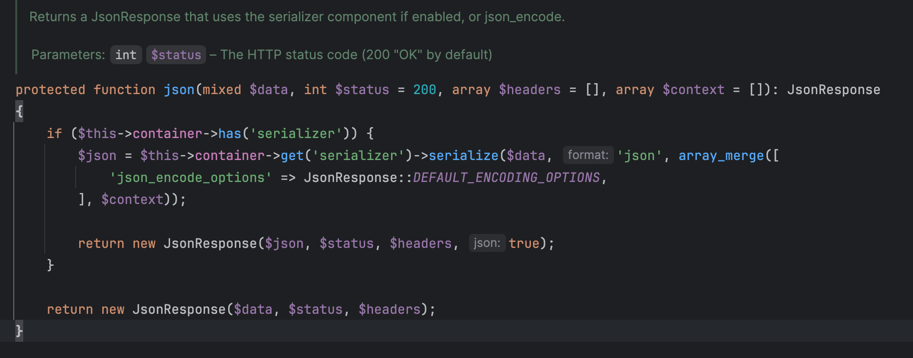 Returns a JsonResponse that uses the serializer component if enabled, or json_encode.
Parameters: int $status – The HTTP status code (200 "OK" by default)
protected function json(mixed $data, int $status = 200, array $headers = [], array $context = []): JsonResponse
{
    if ($this->container->has('serializer')) {
        $json = $this->container->get('serializer')->serialize($data, format: 'json', array_merge([
            'json_encode_options' => JsonResponse::DEFAULT_ENCODING_OPTIONS,
        ], $context));
        return new JsonResponse($json, $status, $headers, json: true);
    }
    return new JsonResponse($data, $status, $headers);
}